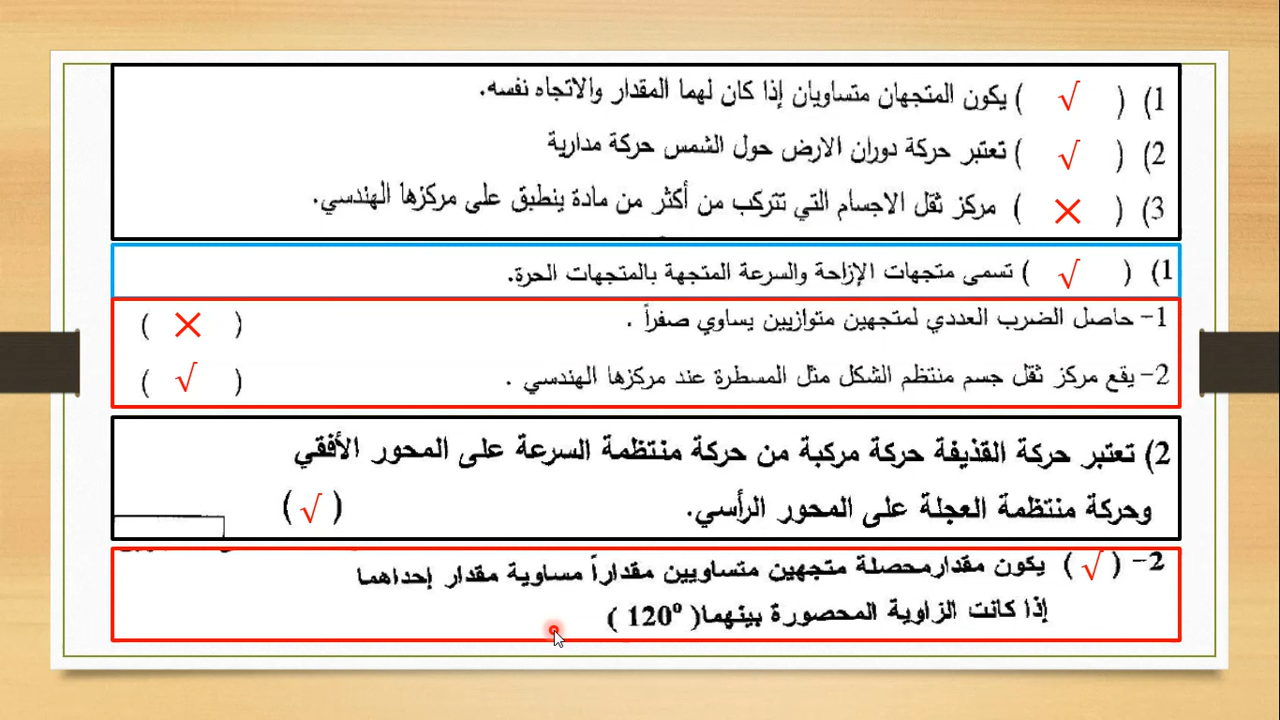 1) ( √ ) يكون المتجهان متساويان إذا كان لهما المقدار والاتجاه نفسه.
2) ( √ ) تعتبر حركة دوران الارض حول الشمس حركة مدارية
3) ( × ) مركز ثقل الاجسام التي تتركب من أكثر من مادة ينطبق على مركزها الهندسي.
1) ( √ ) تسمى متجهات الإزاحة والسرعة المتجهة بالمتجهات الحرة.
1- حاصل الضرب العددي لمتجهين متوازيين يساوي صفراً . ( × )
2- يقع مركز ثقل جسم منتظم الشكل مثل المسطرة عند مركزها الهندسي . ( √ )
2) تعتبر حركة القذيفة حركة مركبة من حركة منتظمة السرعة على المحور الأفقي
وحركة منتظمة العجلة على المحور الرأسي. ( √ )
2- ( √ ) يكون مقدارمحصلة متجهين متساويين مقداراً مساوية مقدار إحداهما
إذا كانت الزاوية المحصورة بينهما( 120º )